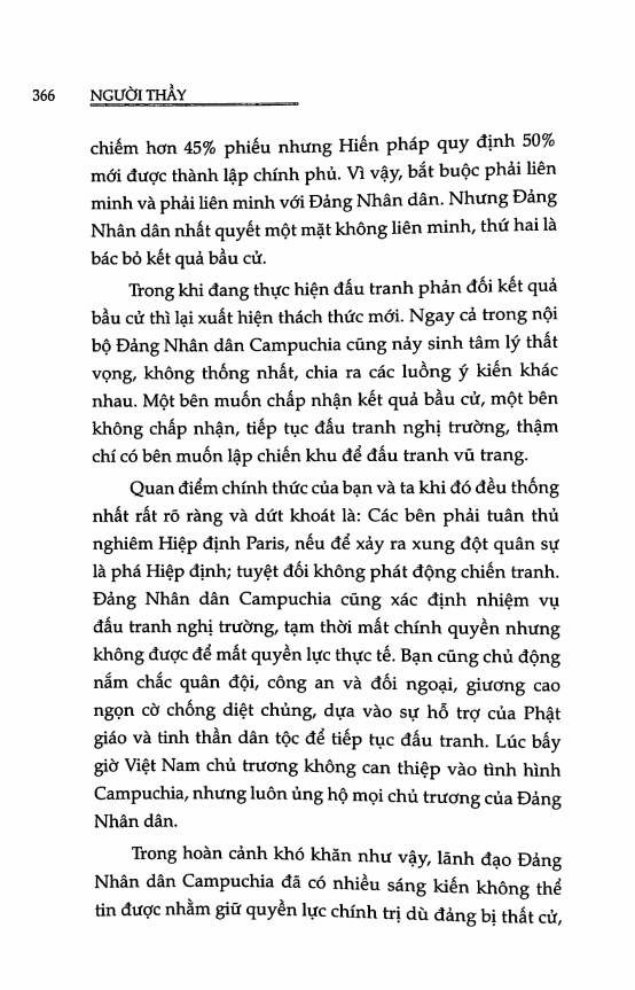 366 NGƯỜI THẦY
chiếm hơn 45% phiếu nhưng Hiến pháp quy định 50%
mới được thành lập chính phủ. Vì vậy, bắt buộc phải liên
minh và phải liên minh với Đảng Nhân dân. Nhưng Đảng
Nhân dân nhất quyết một mặt không liên minh, thứ hai là
bác bỏ kết quả bầu cử.
Trong khi đang thực hiện đấu tranh phản đối kết quả
bầu cử thì lại xuất hiện thách thức mới. Ngay cả trong nội
bộ Đảng Nhân dân Campuchia cũng nảy sinh tâm lý thất
vọng, không thống nhất, chia ra các luồng ý kiến khác
nhau. Một bên muốn chấp nhận kết quả bầu cử, một bên
không chấp nhận, tiếp tục đấu tranh nghị trường, thậm
chí có bên muốn lập chiến khu để đấu tranh vũ trang.
Quan điểm chính thức của bạn và ta khi đó đều thống
nhất rất rõ ràng và dứt khoát là: Các bên phải tuân thủ
nghiêm Hiệp định Paris, nếu để xảy ra xung đột quân sự
là phá Hiệp định; tuyệt đối không phát động chiến tranh.
Đảng Nhân dân Campuchia cũng xác định nhiệm vụ
đấu tranh nghị trường, tạm thời mất chính quyền nhưng
không được để mất quyền lực thực tế. Bạn cũng chủ động
nắm chắc quân đội, công an và đối ngoại, giương cao
ngọn cờ chống diệt chủng, dựa vào sự hỗ trợ của Phật
giáo và tinh thần dân tộc để tiếp tục đấu tranh. Lúc bấy
giờ Việt Nam chủ trương không can thiệp vào tình hình
Campuchia, nhưng luôn ủng hộ mọi chủ trương của Đảng
Nhân dân.
Trong hoàn cảnh khó khăn như vậy, lãnh đạo Đảng
Nhân dân Campuchia đã có nhiều sáng kiến không thể
tin được nhằm giữ quyền lực chính trị dù đảng bị thất cử,